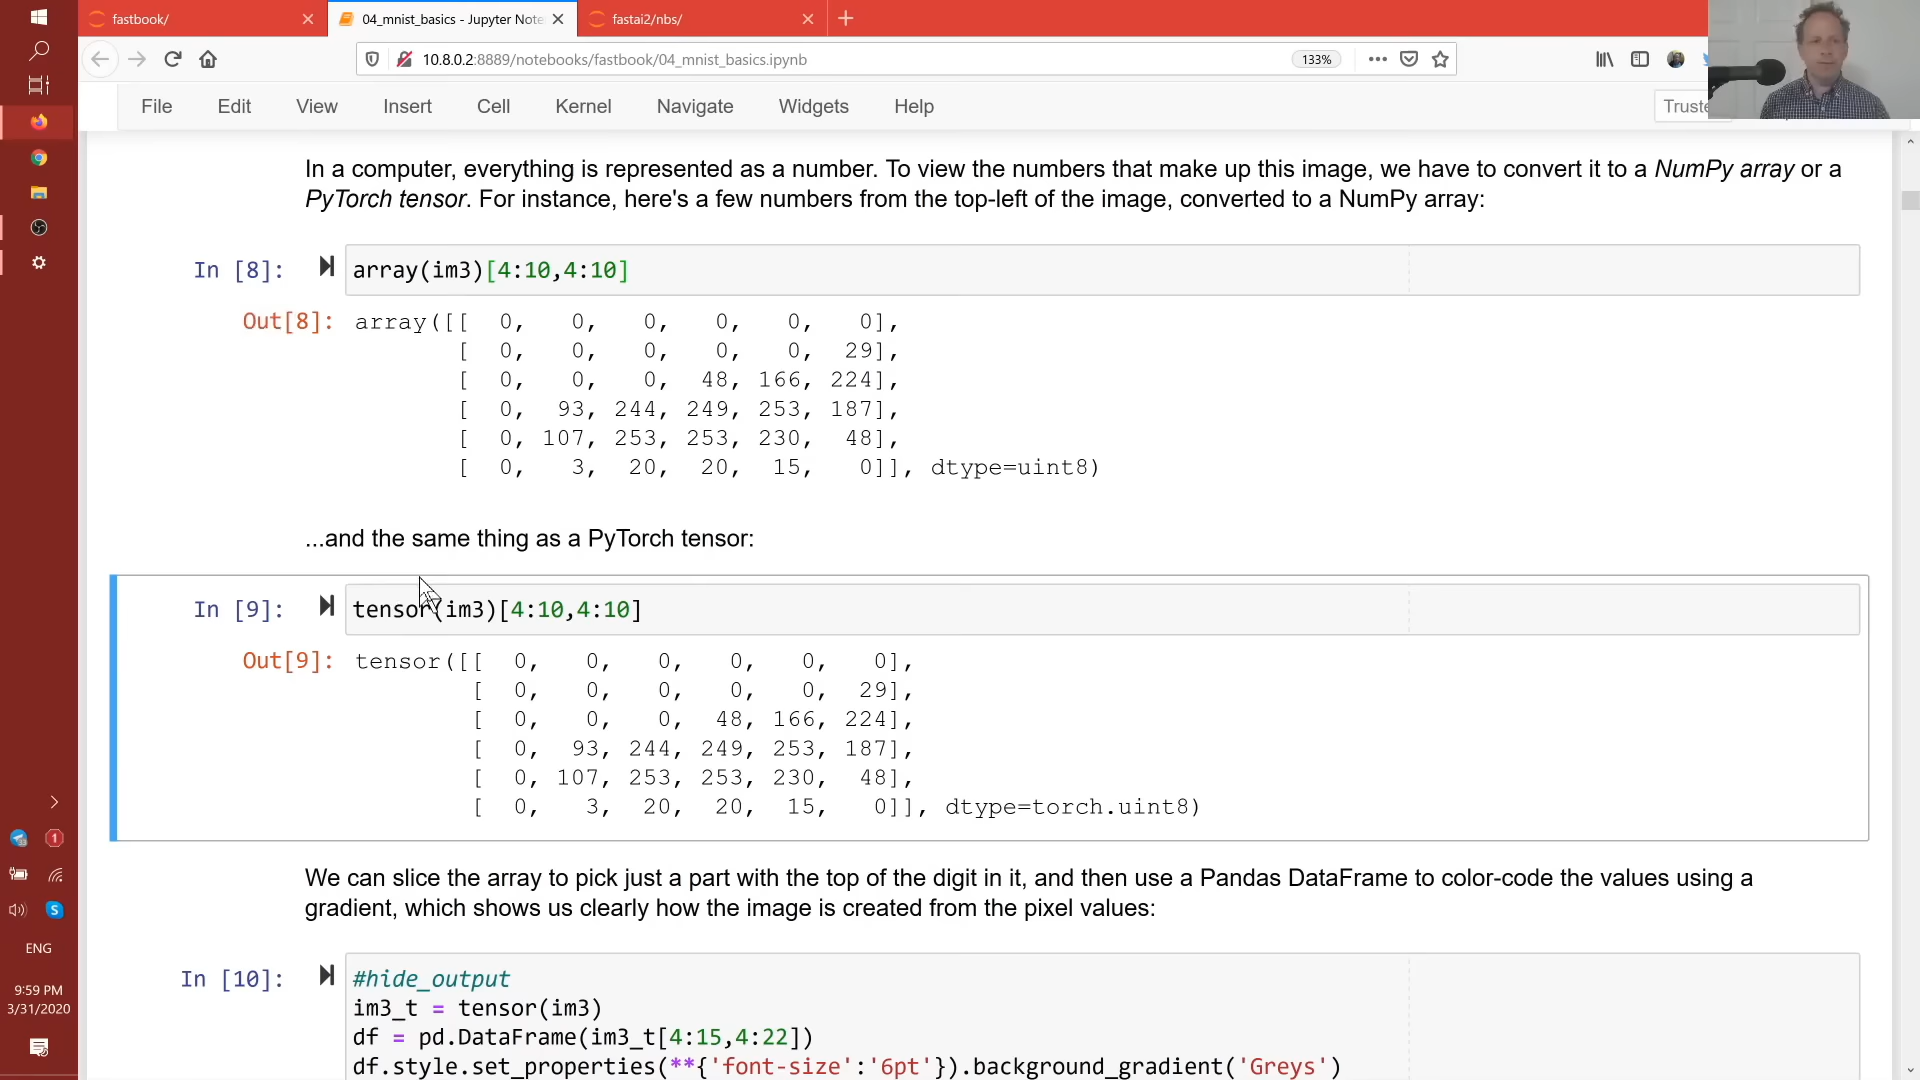 fastbook/
04_mnist_basics - Jupyter Note
fastai2/nbs/
10.8.0.2:8889/notebooks/fastbook/04_mnist_basics.ipynb
133%
File Edit View Insert Cell Kernel Navigate Widgets Help
Truste
In a computer, everything is represented as a number. To view the numbers that make up this image, we have to convert it to a NumPy array or a
PyTorch tensor. For instance, here's a few numbers from the top-left of the image, converted to a NumPy array:
In [8]: array(im3)[4:10,4:10]
Out[8]: array([[  0,   0,   0,   0,   0,   0],
[  0,   0,   0,   0,   0,  29],
[  0,   0,   0,  48, 166, 224],
[  0,  93, 244, 249, 253, 187],
[  0, 107, 253, 253, 230,  48],
[  0,   3,  20,  20,  15,   0]], dtype=uint8)
...and the same thing as a PyTorch tensor:
In [9]: tensor(im3)[4:10,4:10]
Out[9]: tensor([[  0,   0,   0,   0,   0,   0],
[  0,   0,   0,   0,   0,  29],
[  0,   0,   0,  48, 166, 224],
[  0,  93, 244, 249, 253, 187],
[  0, 107, 253, 253, 230,  48],
[  0,   3,  20,  20,  15,   0]], dtype=torch.uint8)
We can slice the array to pick just a part with the top of the digit in it, and then use a Pandas DataFrame to color-code the values using a
gradient, which shows us clearly how the image is created from the pixel values:
In [10]: #hide_output
im3_t = tensor(im3)
df = pd.DataFrame(im3_t[4:15,4:22])
df.style.set_properties(**{'font-size':'6pt'}).background_gradient('Greys')
1
ENG
9:59 PM
3/31/2020